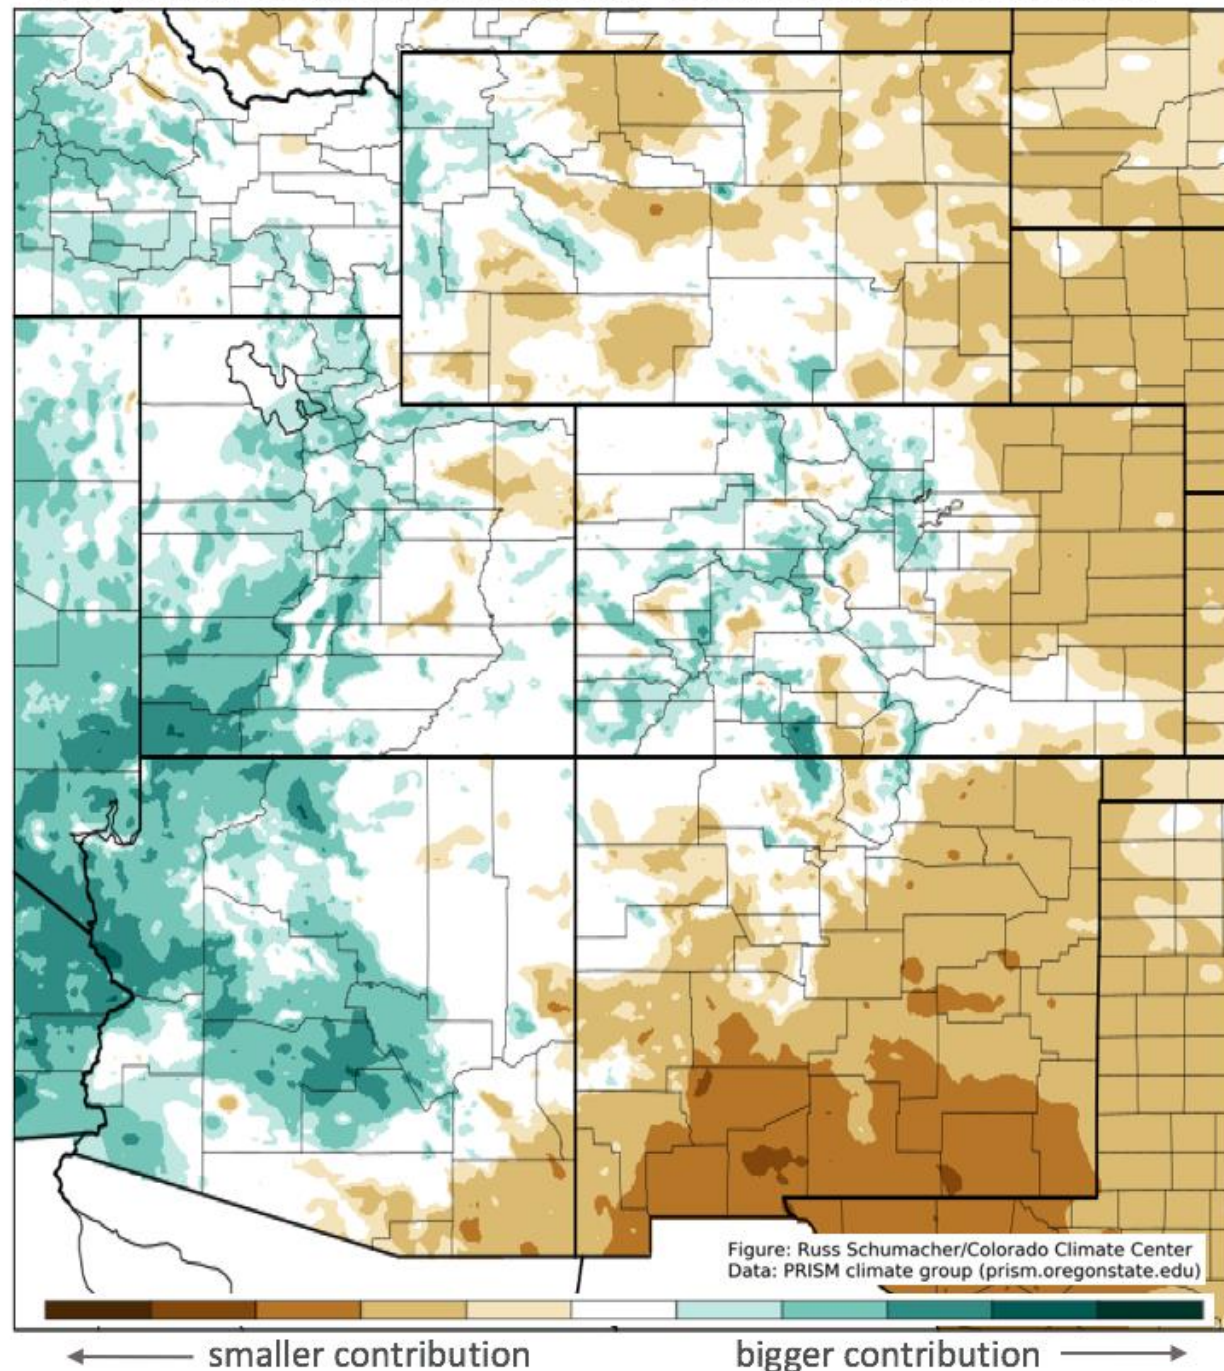 Figure: Russ Schumacher/Colorado Climate Center
Data: PRISM climate group (prism.oregonstate.edu)
smaller contribution
bigger contribution